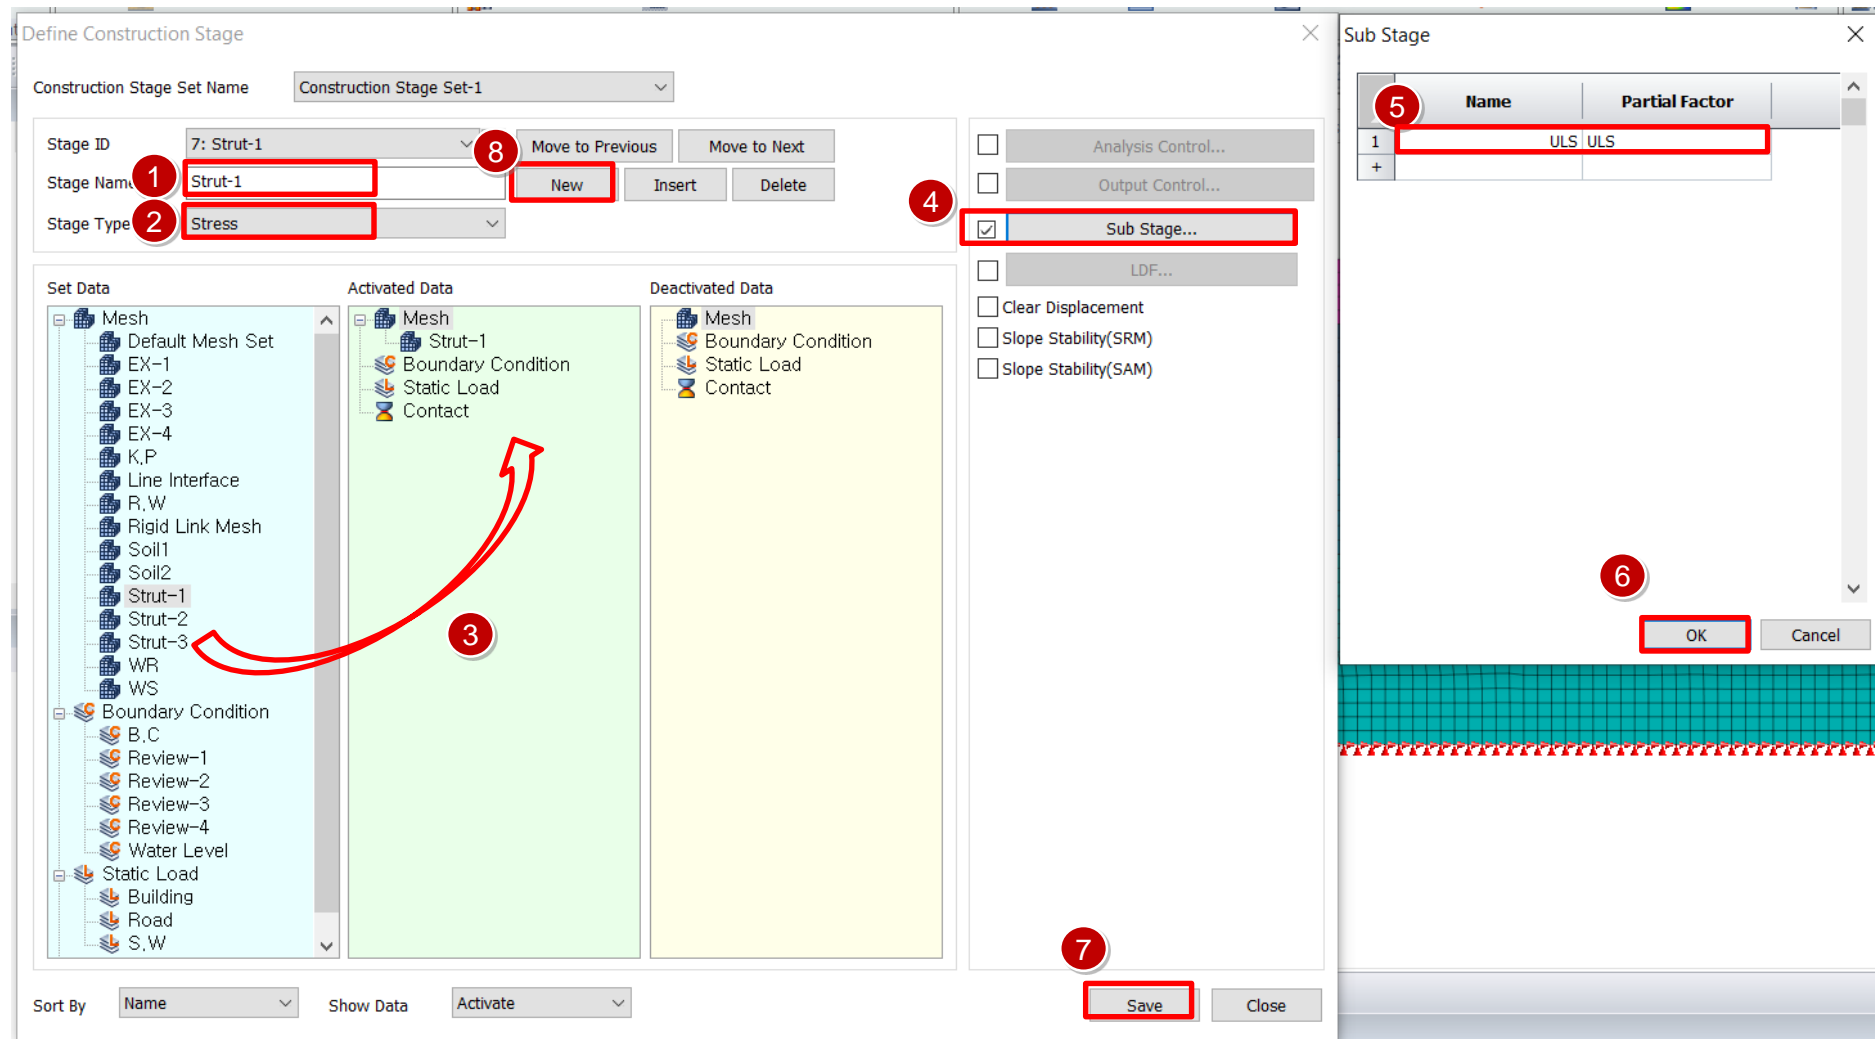 Define Construction Stage
Construction Stage Set Name
Construction Stage Set-1
Stage ID
7: Strut-1
8
Move to Previous
Move to Next
Stage Name
1
Strut-1
New
Insert
Delete
Stage Type
2
Stress
Analysis Control...
Output Control...
4
Sub Stage...
LDF...
Clear Displacement
Slope Stability(SRM)
Slope Stability(SAM)
Set Data
Mesh
Default Mesh Set
EX-1
EX-2
EX-3
EX-4
K,P
Line Interface
R,W
Rigid Link Mesh
Soil1
Soil2
Strut-1
Strut-2
Strut-3
WR
WS
Boundary Condition
B,C
Review-1
Review-2
Review-3
Review-4
Water Level
Static Load
Building
Road
S,W
Activated Data
Mesh
Strut-1
Boundary Condition
Static Load
Contact
3
Deactivated Data
Mesh
Boundary Condition
Static Load
Contact
Sort By
Name
Show Data
Activate
7
Save
Close
Sub Stage
5
Name
Partial Factor
1
ULS
ULS
+
6
OK
Cancel